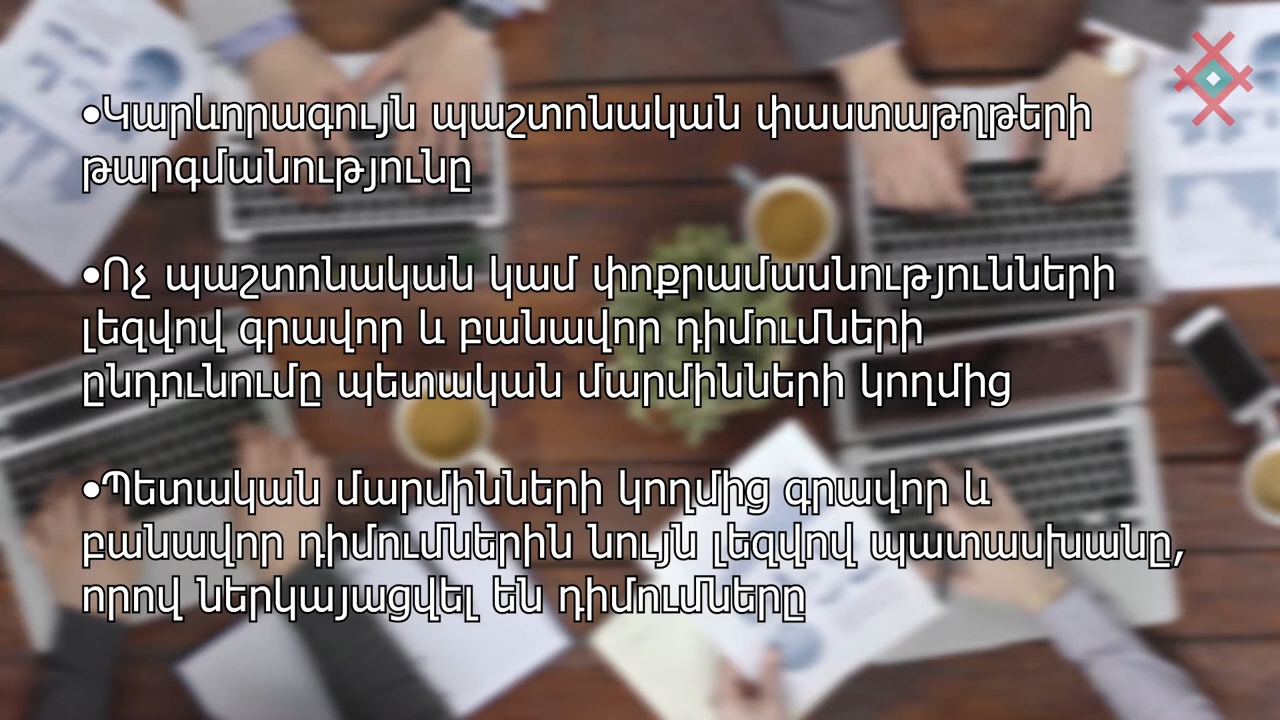 •Կարևորագույն պաշտոնական փաստաթղթերի
թարգմանությունը
•Ոչ պաշտոնական կամ փոքրամասնությունների
լեզվով գրավոր և բանավոր դիմումների
ընդունումը պետական մարմինների կողմից
•Պետական մարմինների կողմից գրավոր և
բանավոր դիմումներին նույն լեզվով պատասխանը,
որով ներկայացվել են դիմումները